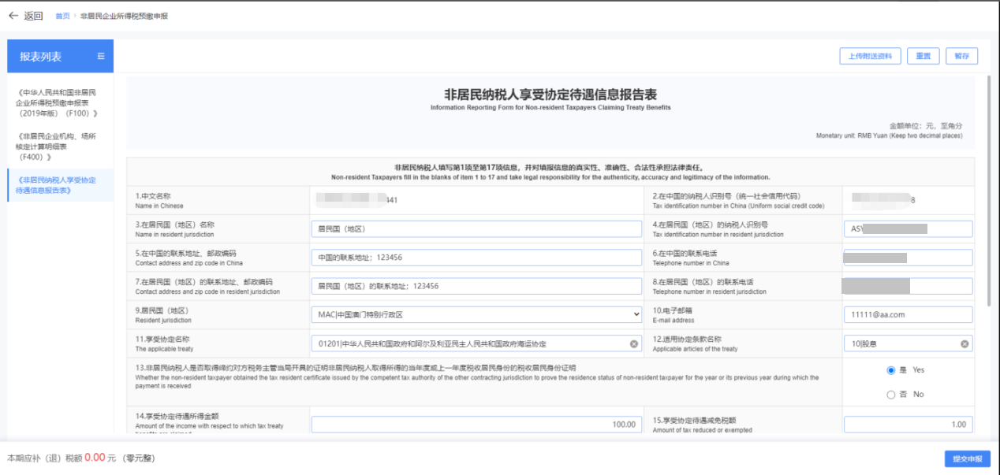 ← 返回 首页 › 非居民企业所得税预缴申报
报表列表
上传附送资料 重置 暂存
《中华人民共和国非居民
企业所得税预缴申报表
（2019年版）（F100）》
《非居民企业机构、场所
核定计算明细表
（F400）》
《非居民纳税人享受协定
待遇信息报告表》
非居民纳税人享受协定待遇信息报告表
Information Reporting Form for Non-resident Taxpayers Claiming Treaty Benefits
金额单位：元，至角分
Monetary unit: RMB Yuan (Keep two decimal places)
非居民纳税人填写第1项至第17项信息，并对填报信息的真实性、准确性、合法性承担法律责任。
Non-resident Taxpayers fill in the blanks of item 1 to 17 and take legal responsibility for the authenticity, accuracy and legitimacy of the information.
1.中文名称
Name in Chinese
441
2.在中国的纳税人识别号（统一社会信用代码）
Tax identification number in China (Uniform social credit code)
8
3.在居民国（地区）名称
Name in resident jurisdiction
居民国（地区）
4.在居民国（地区）的纳税人识别号
Tax identification number in resident jurisdiction
5.在中国的联系地址、邮政编码
Contact address and zip code in China
中国的联系地址；123456
6.在中国的联系电话
Telephone number in China
7.在居民国（地区）的联系地址、邮政编码
Contact address and zip code in resident jurisdiction
居民国（地区）的联系地址；123456
8.在居民国（地区）的联系电话
Telephone number in resident jurisdiction
9.居民国（地区）
Resident jurisdiction
MAC|中国澳门特别行政区
10.电子邮箱
E-mail address
11111@aa.com
11.享受协定名称
The applicable treaty
01201|中华人民共和国政府和阿尔及利亚民主人民共和国政府海运协定
12.适用协定条款名称
Applicable articles of the treaty
10|股息
13.非居民纳税人是否取得缔约对方税务主管当局开具的证明非居民纳税人取得所得的当年度或上一年度税收居民身份的税收居民身份证明
Whether the non-resident taxpayer obtained the tax resident certificate issued by the competent tax authority of the other contracting jurisdiction to prove the residence status of non-resident taxpayer for the year or its previous year during which the
payment is received
是 Yes
否 No
14.享受协定待遇所得金额
Amount of the income with respect to which tax treaty
benefits are claimed
100.00
15.享受协定待遇减免税额
Amount of tax reduced or exempted
1.00
本期应补（退）税额 0.00 元 （零元整）
提交申报